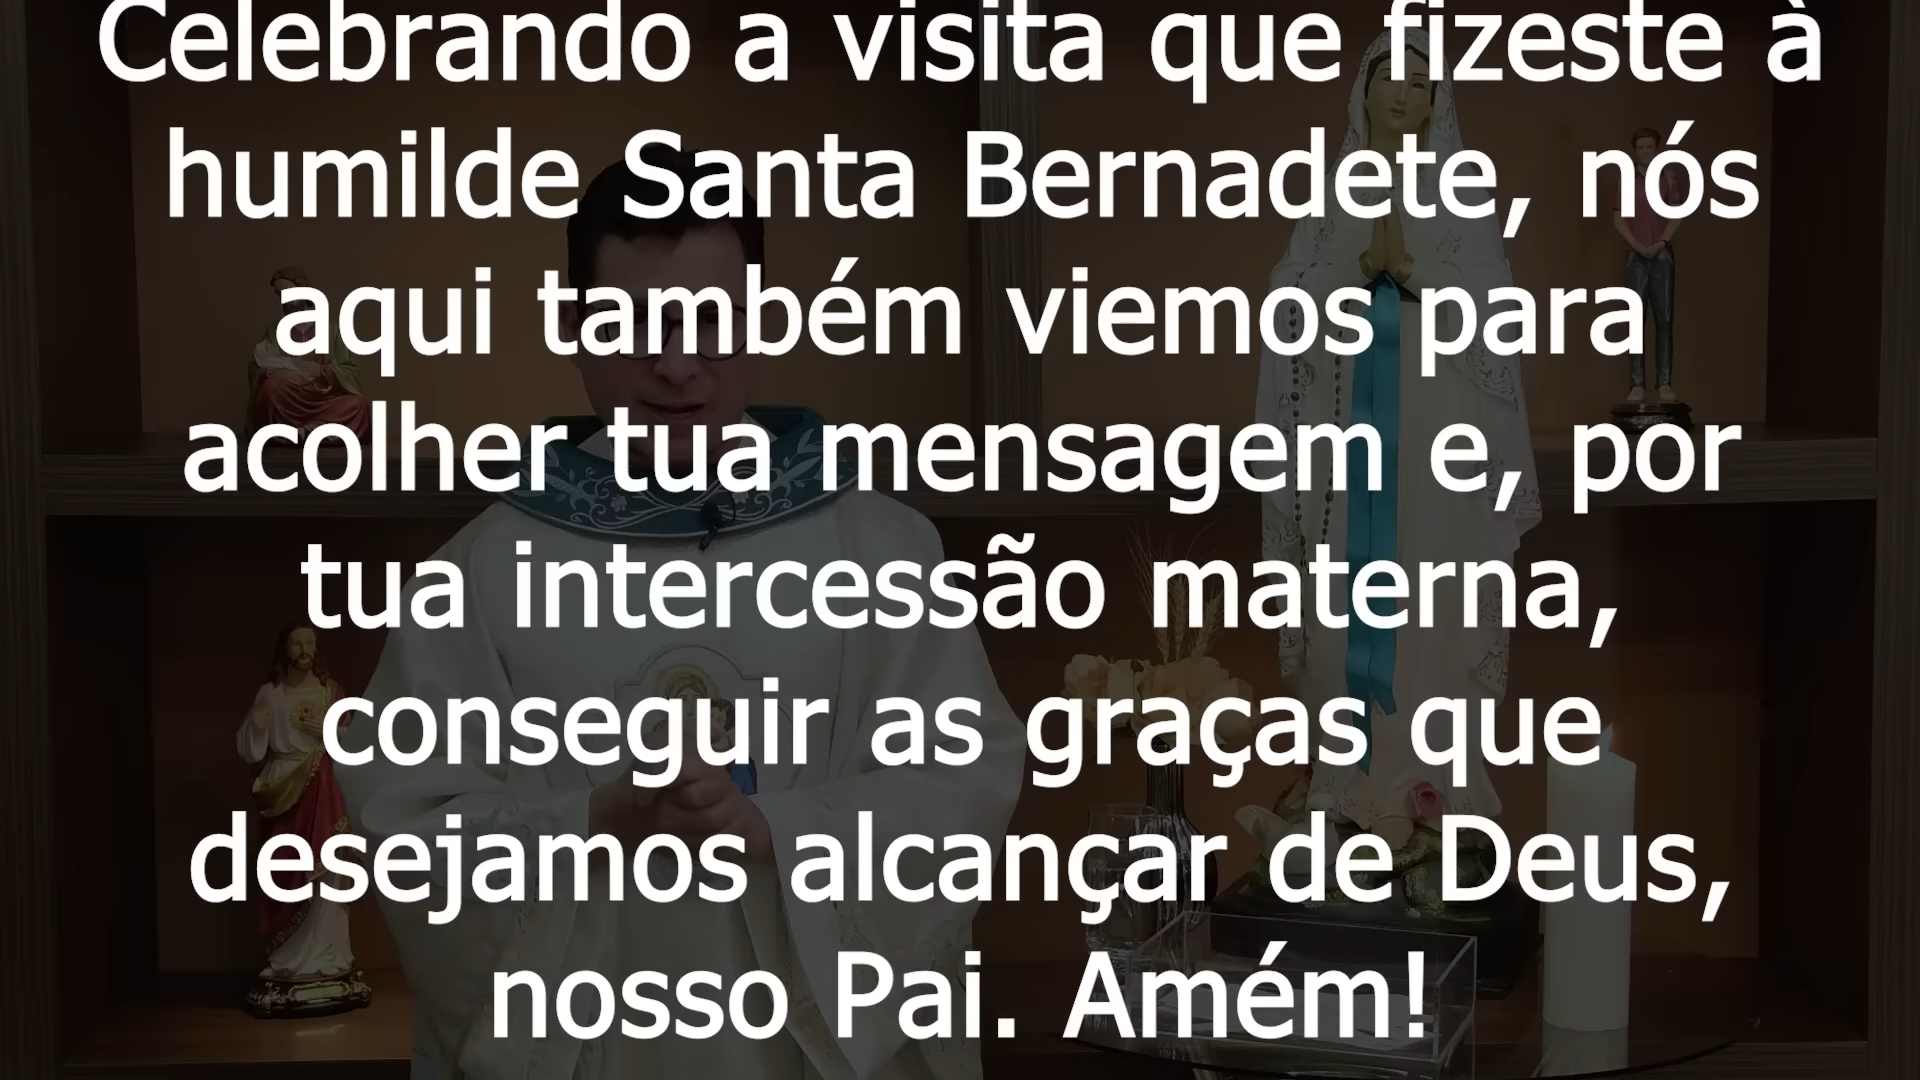 Celebrando a visita que fizeste à
humilde Santa Bernadete, nós
aqui também viemos para
acolher tua mensagem e, por
tua intercessão materna,
conseguir as graças que
desejamos alcançar de Deus,
nosso Pai. Amém!